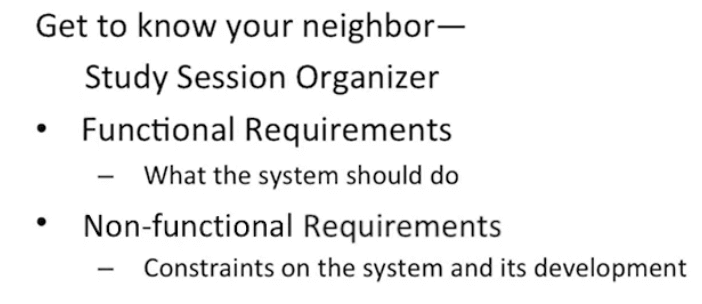 Get to know your neighbor—
Study Session Organizer
• Functional Requirements
– What the system should do
• Non-functional Requirements
– Constraints on the system and its development